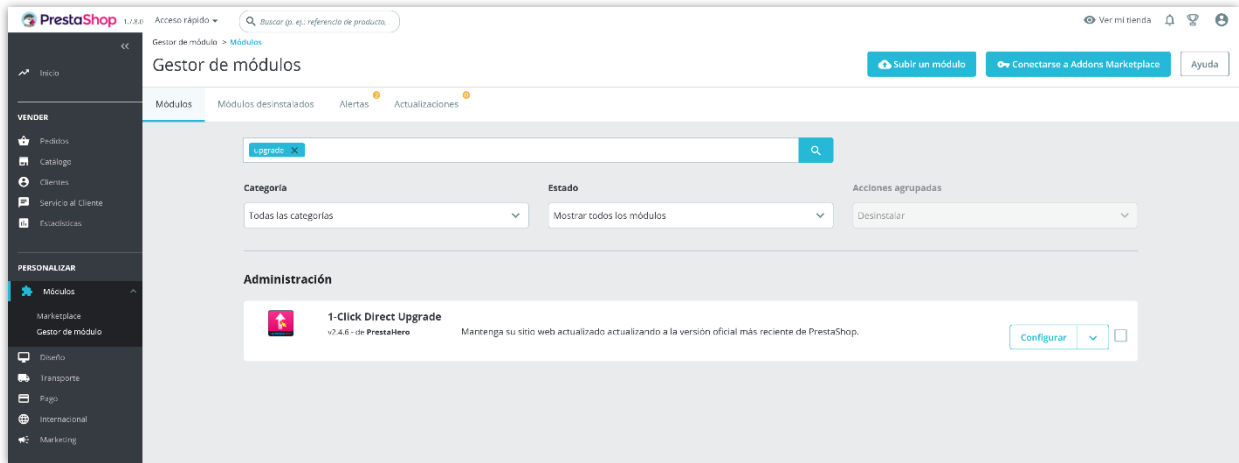 PrestaShop 1.7.8.0 Acceso rápido Buscar (p. ej.: referencia de producto, Ver mi tienda
Gestor de módulo > Módulos
Gestor de módulos
Subir un módulo Conectarse a Addons Marketplace Ayuda
Módulos Módulos desinstalados Alertas Actualizaciones
Inicio
VENDER
Pedidos
Catálogo
Clientes
Servicio al Cliente
Estadísticas
PERSONALIZAR
Módulos
Marketplace
Gestor de módulo
Diseño
Transporte
Pago
Internacional
Marketing
upgrade
Categoría Estado Acciones agrupadas
Todas las categorías Mostrar todos los módulos Desinstalar
Administración
1-Click Direct Upgrade
v2.4.6 - de PrestaHero Mantenga su sitio web actualizado actualizando a la versión oficial más reciente de PrestaShop.
Configurar